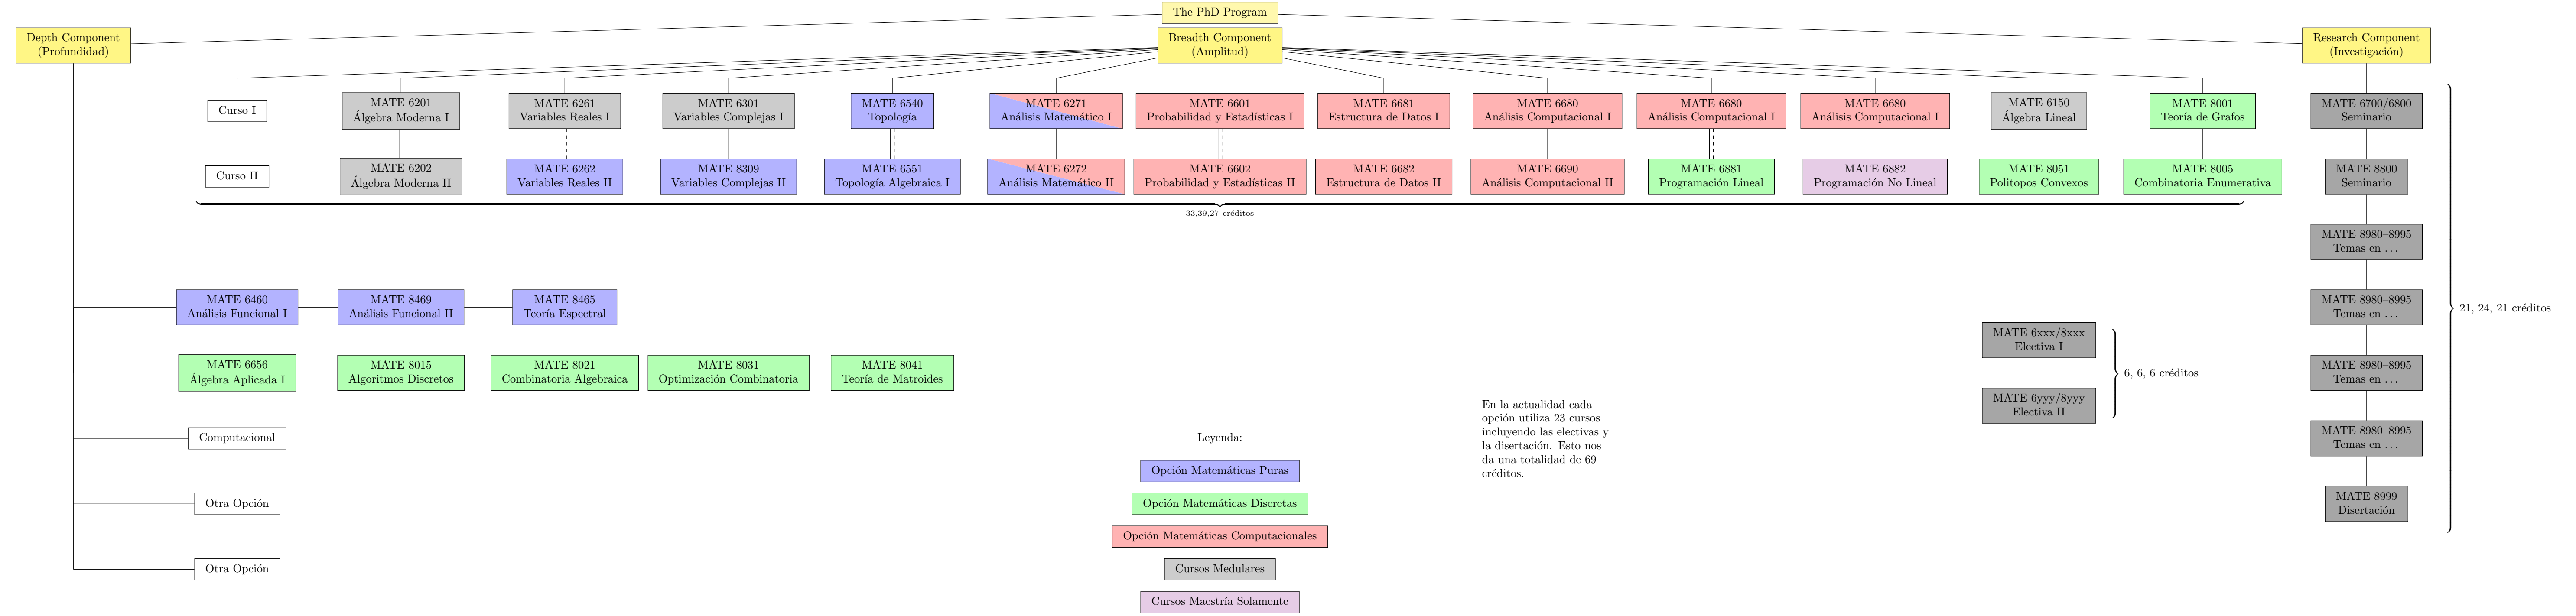 The PhD Program
Depth Component
(Profundidad)
Breadth Component
(Amplitud)
Research Component
(Investigación)
Curso I
MATE 6201
Álgebra Moderna I
MATE 6261
Variables Reales I
MATE 6301
Variables Complejas I
MATE 6540
Topología
MATE 6271
Análisis Matemático I
MATE 6601
Probabilidad y Estadísticas I
MATE 6681
Estructura de Datos I
MATE 6680
Análisis Computacional I
MATE 6680
Análisis Computacional I
MATE 6680
Análisis Computacional I
MATE 6150
Álgebra Lineal
MATE 8001
Teoría de Grafos
MATE 6700/6800
Seminario
Curso II
MATE 6202
Álgebra Moderna II
MATE 6262
Variables Reales II
MATE 8309
Variables Complejas II
MATE 6551
Topología Algebraica I
MATE 6272
Análisis Matemático II
MATE 6602
Probabilidad y Estadísticas II
MATE 6682
Estructura de Datos II
MATE 6690
Análisis Computacional II
MATE 6881
Programación Lineal
MATE 6882
Programación No Lineal
MATE 8051
Politopos Convexos
MATE 8005
Combinatoria Enumerativa
MATE 8800
Seminario
33,39,27 créditos
MATE 8980–8995
Temas en ...
MATE 6460
Análisis Funcional I
MATE 8469
Análisis Funcional II
MATE 8465
Teoría Espectral
MATE 8980–8995
Temas en ...
21, 24, 21 créditos
MATE 6xxx/8xxx
Electiva I
MATE 6656
Álgebra Aplicada I
MATE 8015
Algoritmos Discretos
MATE 8021
Combinatoria Algebraica
MATE 8031
Optimización Combinatoria
MATE 8041
Teoría de Matroides
6, 6, 6 créditos
MATE 8980–8995
Temas en ...
MATE 6yyy/8yyy
Electiva II
En la actualidad cada
opción utiliza 23 cursos
incluyendo las electivas y
la disertación. Esto nos
da una totalidad de 69
créditos.
Computacional
Leyenda:
MATE 8980–8995
Temas en ...
Opción Matemáticas Puras
Otra Opción
Opción Matemáticas Discretas
MATE 8999
Disertación
Opción Matemáticas Computacionales
Otra Opción
Cursos Medulares
Cursos Maestría Solamente